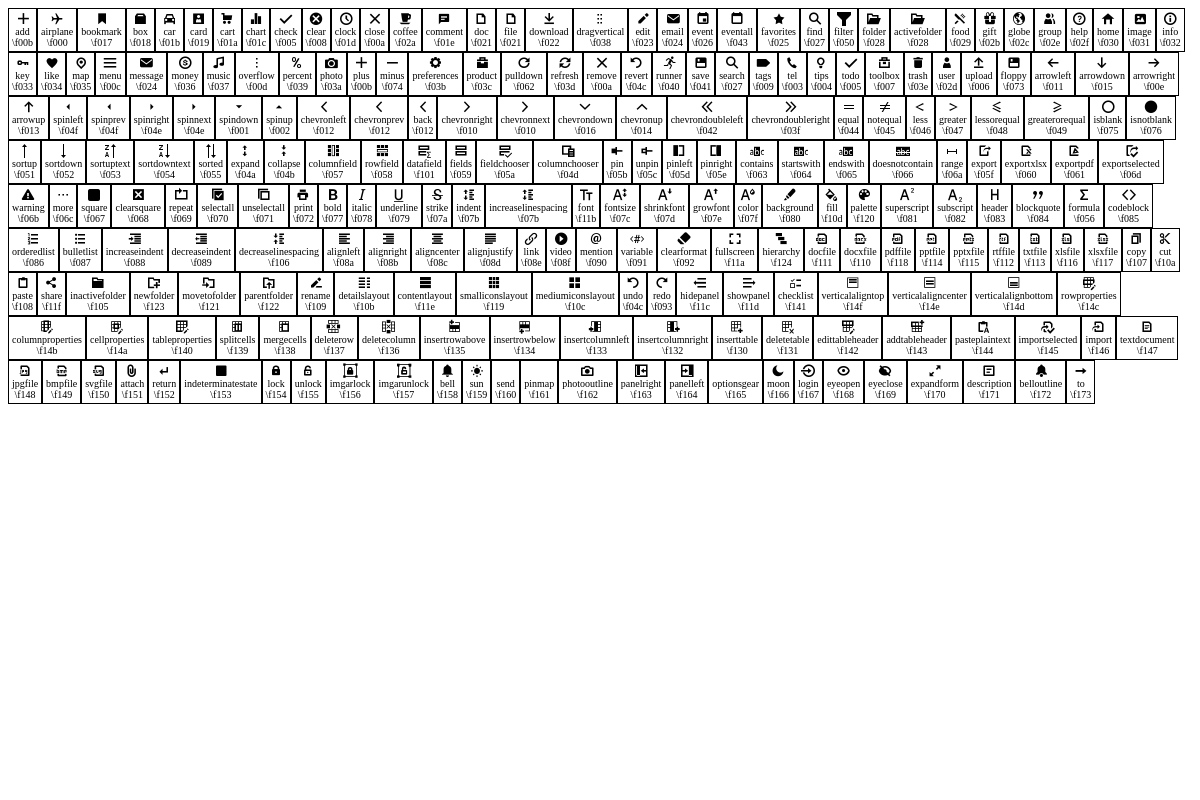 add airplane bookmark box car card cart chart check clear clock close coffee comment doc file download dragvertical edit email event eventall favorites find filter folder activefolder food gift globe group help home image info
\f00b \f000 \f017 \f018 \f01b \f019 \f01a \f01c \f005 \f008 \f01d \f00a \f02a \f01e \f021 \f021 \f022 \f038 \f023 \f024 \f026 \f043 \f025 \f027 \f050 \f028 \f028 \f029 \f02b \f02c \f02e \f02f \f030 \f031 \f032
key like map menu message money music overflow percent photo plus minus preferences product pulldown refresh remove revert runner save search tags tel tips todo toolbox trash user upload floppy arrowleft arrowdown arrowright
\f033 \f034 \f035 \f00c \f024 \f036 \f037 \f00d \f039 \f03a \f00b \f074 \f03b \f03c \f062 \f03d \f00a \f04c \f040 \f041 \f027 \f009 \f003 \f004 \f005 \f007 \f03e \f02d \f006 \f073 \f011 \f015 \f00e
arrowup spinleft spinprev spinright spinnext spindown spinup chevronleft chevronprev back chevronright chevronnext chevrondown chevronup chevrondoubleleft chevrondoubleright equal notequal less greater lessorequal greaterorequal isblank isnotblank
\f013 \f04f \f04f \f04e \f04e \f001 \f002 \f012 \f012 \f012 \f010 \f010 \f016 \f014 \f042 \f03f \f044 \f045 \f046 \f047 \f048 \f049 \f075 \f076
sortup sortdown sortuptext sortdowntext sorted expand collapse columnfield rowfield datafield fields fieldchooser columnchooser pin unpin pinleft pinright contains startswith endswith doesnotcontain range export exportxlsx exportpdf exportselected
\f051 \f052 \f053 \f054 \f055 \f04a \f04b \f057 \f058 \f101 \f059 \f05a \f04d \f05b \f05c \f05d \f05e \f063 \f064 \f065 \f066 \f06a \f05f \f060 \f061 \f06d
warning more square clearsquare repeat selectall unselectall print bold italic underline strike indent increaselinespacing font fontsize shrinkfont growfont color background fill palette superscript subscript header blockquote formula codeblock
\f06b \f06c \f067 \f068 \f069 \f070 \f071 \f072 \f077 \f078 \f079 \f07a \f07b \f07b \f11b \f07c \f07d \f07e \f07f \f080 \f10d \f120 \f081 \f082 \f083 \f084 \f056 \f085
orderedlist bulletlist increaseindent decreaseindent decreaselinespacing alignleft alignright aligncenter alignjustify link video mention variable clearformat fullscreen hierarchy docfile docxfile pdffile pptfile pptxfile rtffile txtfile xlsfile xlsxfile copy cut
\f086 \f087 \f088 \f089 \f106 \f08a \f08b \f08c \f08d \f08e \f08f \f090 \f091 \f092 \f11a \f124 \f111 \f110 \f118 \f114 \f115 \f112 \f113 \f116 \f117 \f107 \f10a
paste share inactivefolder newfolder movetofolder parentfolder rename detailslayout contentlayout smalliconslayout mediumiconslayout undo redo hidepanel showpanel checklist verticalaligntop verticalaligncenter verticalalignbottom rowproperties
\f108 \f11f \f105 \f123 \f121 \f122 \f109 \f10b \f11e \f119 \f10c \f04c \f093 \f11c \f11d \f141 \f14f \f14e \f14d \f14c
columnproperties cellproperties tableproperties splitcells mergecells deleterow deletecolumn insertrowabove insertrowbelow insertcolumnleft insertcolumnright inserttable deletetable edittableheader addtableheader pasteplaintext importselected import textdocument
\f14b \f14a \f140 \f139 \f138 \f137 \f136 \f135 \f134 \f133 \f132 \f130 \f131 \f142 \f143 \f144 \f145 \f146 \f147
jpgfile bmpfile svgfile attach return indeterminatestate lock unlock imgarlock imgarunlock bell sun send pinmap photooutline panelright panelleft optionsgear moon login eyeopen eyeclose expandform description belloutline to
\f148 \f149 \f150 \f151 \f152 \f153 \f154 \f155 \f156 \f157 \f158 \f159 \f160 \f161 \f162 \f163 \f164 \f165 \f166 \f167 \f168 \f169 \f170 \f171 \f172 \f173